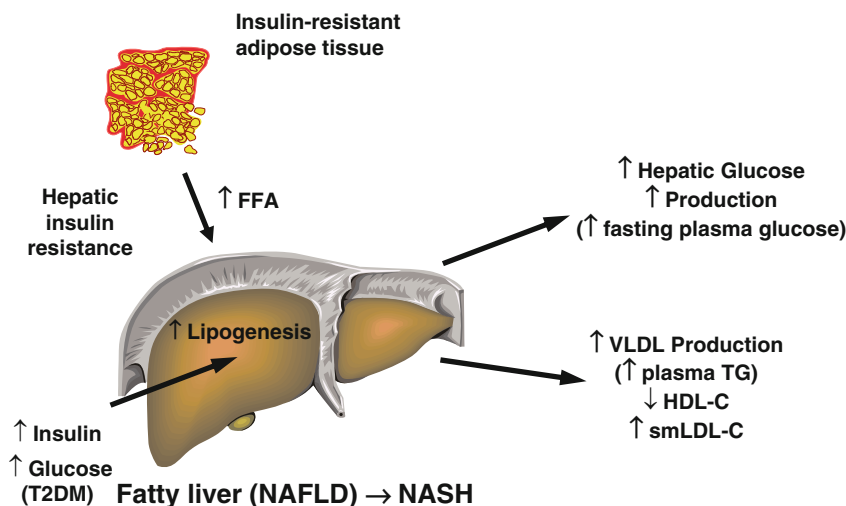 Insulin-resistant
adipose tissue
Hepatic
insulin
resistance
↑ FFA
↑ Hepatic Glucose
↑ Production
(↑ fasting plasma glucose)
↑ Lipogenesis
↑ VLDL Production
(↑ plasma TG)
↓ HDL-C
↑ smLDL-C
↑ Insulin
↑ Glucose
(T2DM)
Fatty liver (NAFLD) → NASH